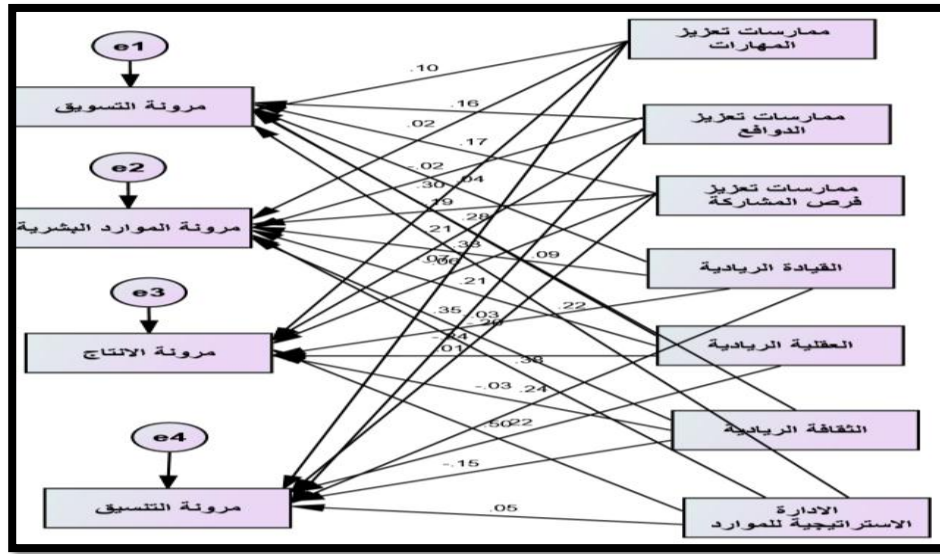 e1
مرونة التسويق
e2
مرونة الموارد البشرية
e3
مرونة الانتاج
e4
مرونة التنسيق
ممارسات تعزيز
المهارات
ممارسات تعزيز
الدوافع
ممارسات تعزيز
فرص المشاركة
القيادة الريادية
العقلية الريادية
الثقافة الريادية
الادارة
الاستراتيجية للموارد
.10
.16
.02
.17
-.02
.30
.04
.19
.28
.21
.33
.09
.21
.22
.35
.03
.01
.38
-.03
.24
.50
.22
-.15
.05